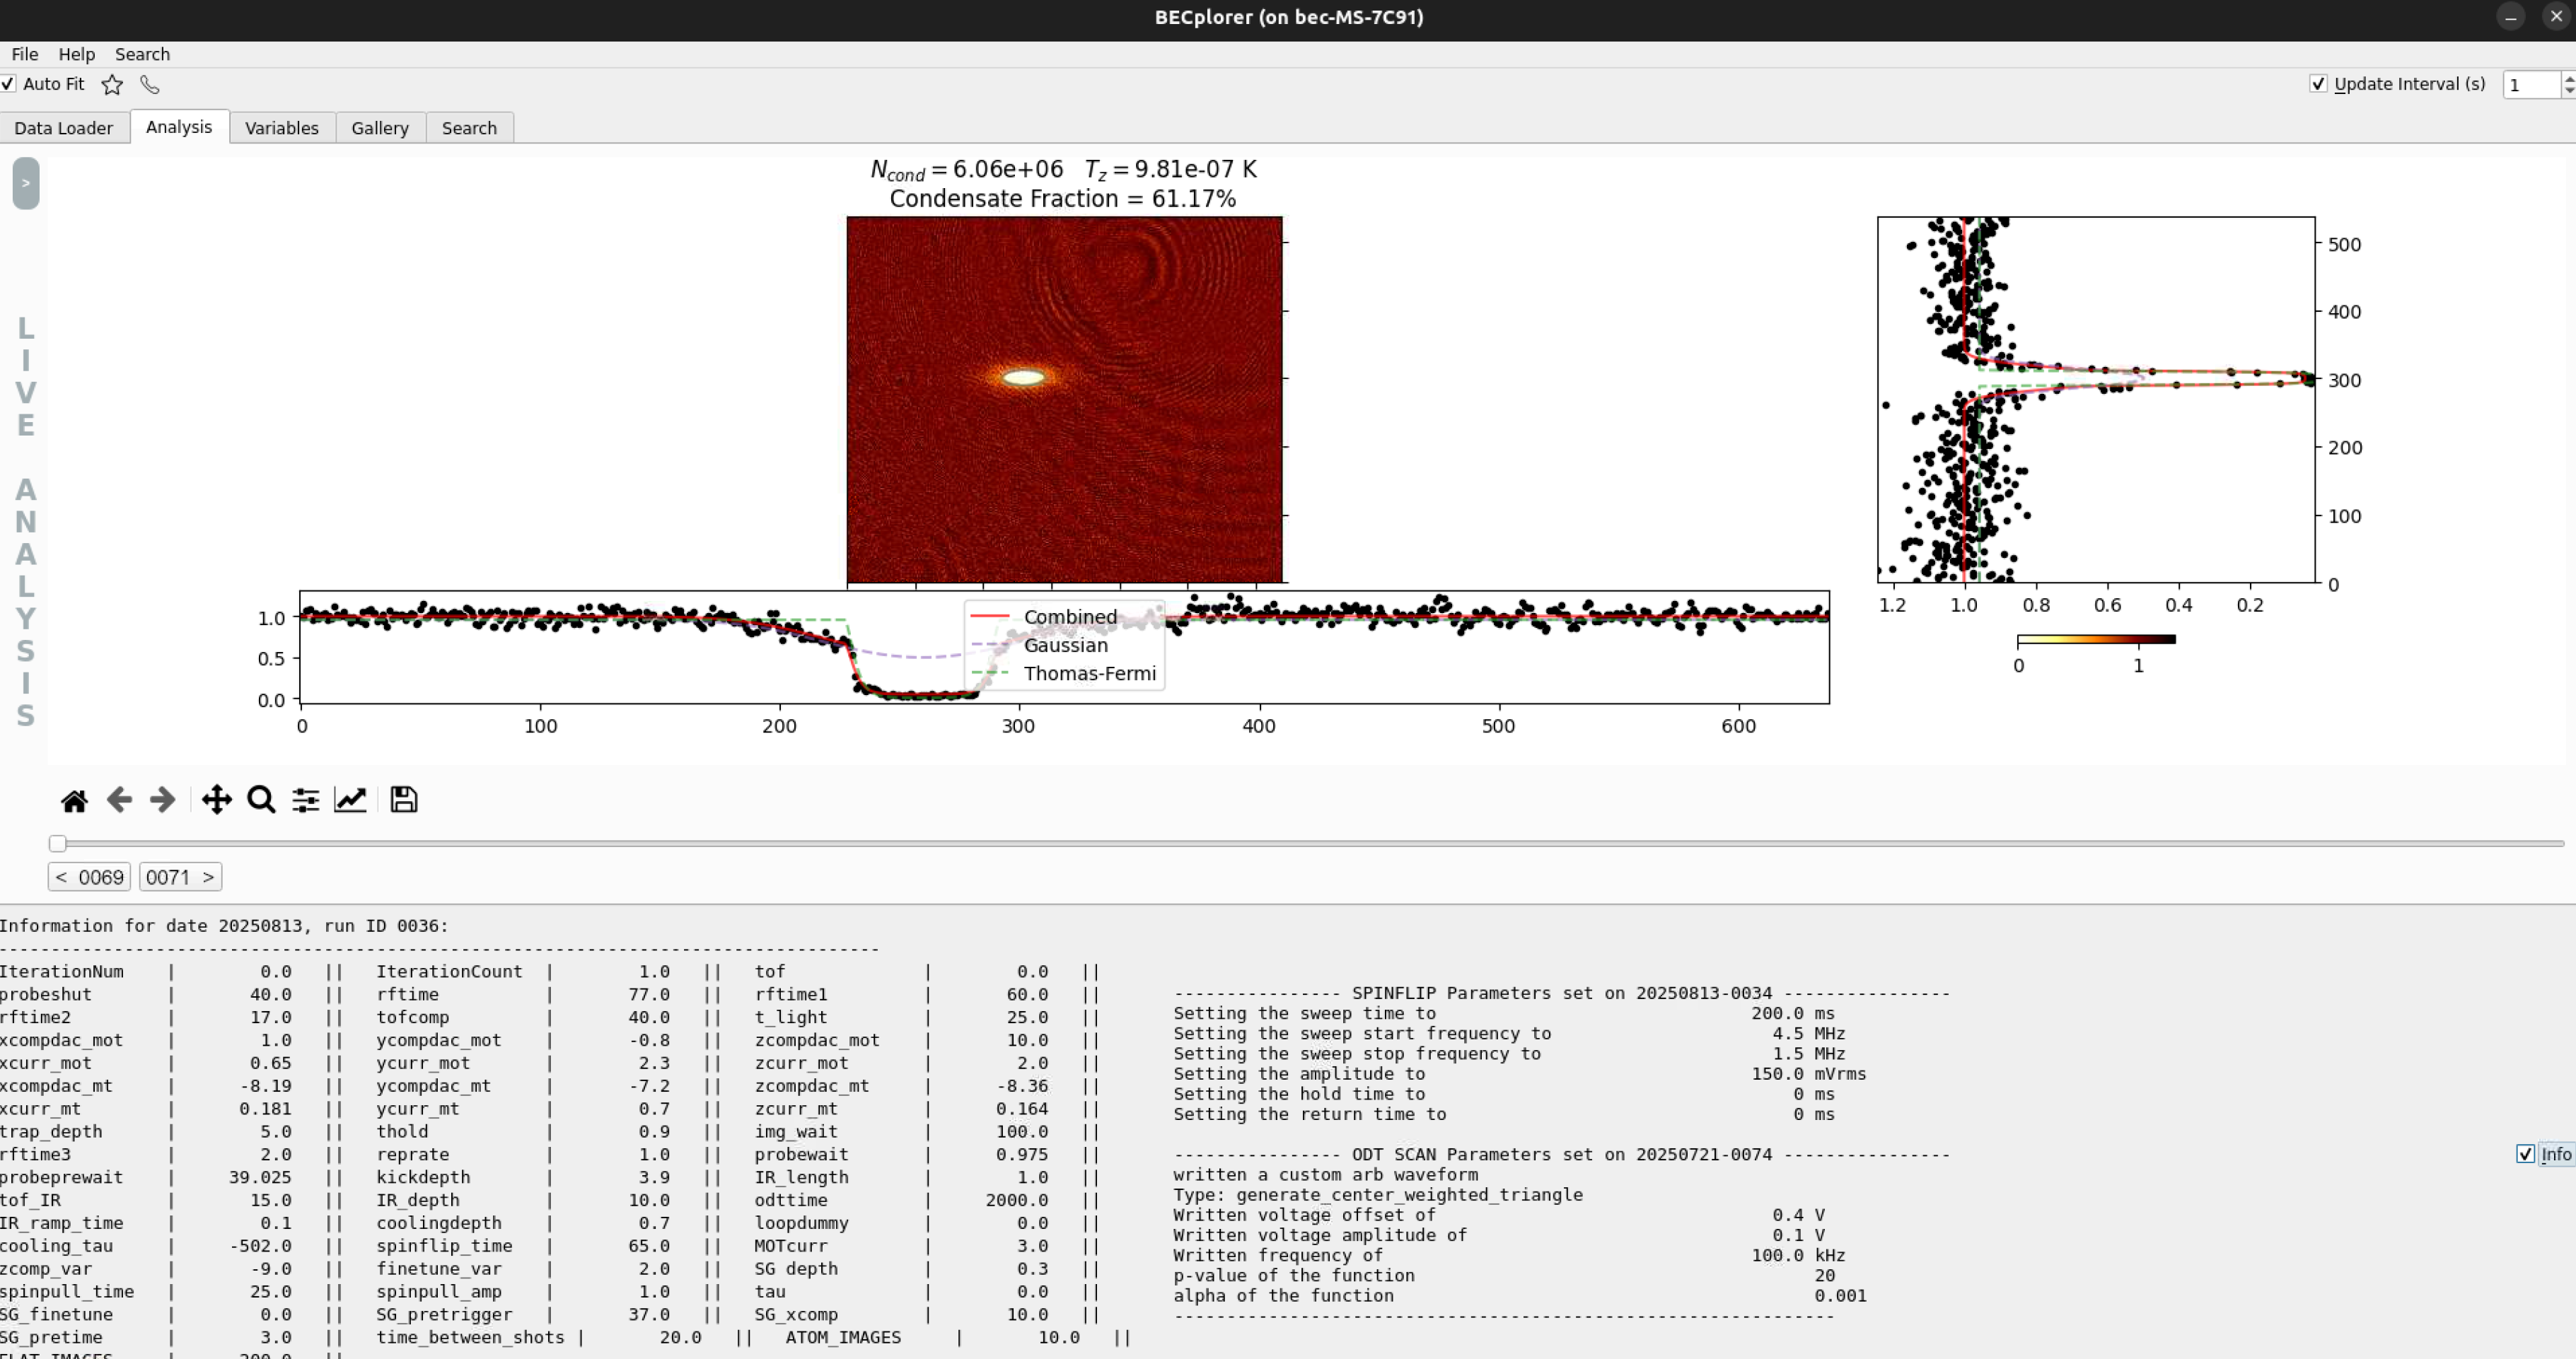 BECplorer (on bec-MS-7C91)
File Help Search
Auto Fit
Update Interval (s) 1
Data Loader Analysis Variables Gallery Search
>
LIVE ANALYSIS
N_cond = 6.06e+06 T_z = 9.81e-07 K
Condensate Fraction = 61.17%
500
400
300
200
100
0
1.2 1.0 0.8 0.6 0.4 0.2
0 1
1.0
0.5
0.0
Combined
Gaussian
Thomas-Fermi
0 100 200 300 400 500 600
< 0069 0071 >
Information for date 20250813, run ID 0036:
--------------------------------------------------------------------------------
IterationNum | 0.0 || IterationCount | 1.0 || tof | 0.0 ||
probeshut | 40.0 || rftime | 77.0 || rftime1 | 60.0 ||
rftime2 | 17.0 || tofcomp | 40.0 || t_light | 25.0 ||
xcompdac_mot | 1.0 || ycompdac_mot | -0.8 || zcompdac_mot | 10.0 ||
xcurr_mot | 0.65 || ycurr_mot | 2.3 || zcurr_mot | 2.0 ||
xcompdac_mt | -8.19 || ycompdac_mt | -7.2 || zcompdac_mt | -8.36 ||
xcurr_mt | 0.181 || ycurr_mt | 0.7 || zcurr_mt | 0.164 ||
trap_depth | 5.0 || thold | 0.9 || img_wait | 100.0 ||
rftime3 | 2.0 || reprate | 1.0 || probewait | 0.975 ||
probeprewait | 39.025 || kickdepth | 3.9 || IR_length | 1.0 ||
tof_IR | 15.0 || IR_depth | 10.0 || odttime | 2000.0 ||
IR_ramp_time | 0.1 || coolingdepth | 0.7 || loopdummy | 0.0 ||
cooling_tau | -502.0 || spinflip_time | 65.0 || MOTcurr | 3.0 ||
zcomp_var | -9.0 || finetune_var | 2.0 || SG depth | 0.3 ||
spinpull_time | 25.0 || spinpull_amp | 1.0 || tau | 0.0 ||
SG_finetune | 0.0 || SG_pretrigger | 37.0 || SG_xcomp | 10.0 ||
SG_pretime | 3.0 || time_between_shots | 20.0 || ATOM_IMAGES | 10.0 ||
---------------- SPINFLIP Parameters set on 20250813-0034 ----------------
Setting the sweep time to 200.0 ms
Setting the sweep start frequency to 4.5 MHz
Setting the sweep stop frequency to 1.5 MHz
Setting the amplitude to 150.0 mVrms
Setting the hold time to 0 ms
Setting the return time to 0 ms
---------------- ODT SCAN Parameters set on 20250721-0074 ----------------
written a custom arb waveform
Type: generate_center_weighted_triangle
Written voltage offset of 0.4 V
Written voltage amplitude of 0.1 V
Written frequency of 100.0 kHz
p-value of the function 20
alpha of the function 0.001
----------------------------------------------------------------
Info